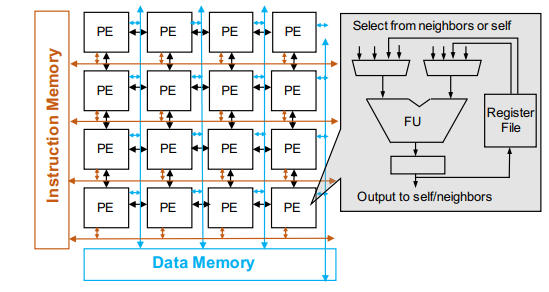 Instruction Memory
PE PE PE PE
PE PE PE PE
PE PE PE PE
PE PE PE PE
Data Memory
Select from neighbors or self
FU
Register
File
Output to self/neighbors